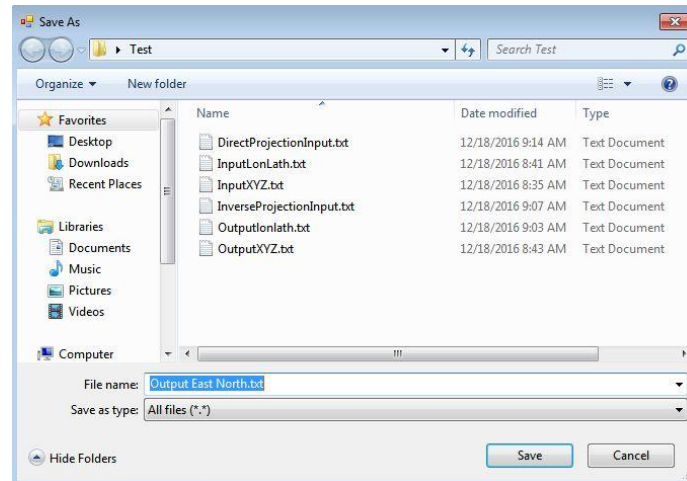 Save As
Test
Search Test
Organize
New folder
Name
Date modified
Type
Favorites
Desktop
Downloads
Recent Places
Libraries
Documents
Music
Pictures
Videos
Computer
DirectProjectionInput.txt 12/18/2016 9:14 AM Text Document
InputLonLath.txt 12/18/2016 8:41 AM Text Document
InputXYZ.txt 12/18/2016 8:35 AM Text Document
InverseProjectionInput.txt 12/18/2016 9:07 AM Text Document
Outputlonlath.txt 12/18/2016 9:03 AM Text Document
OutputXYZ.txt 12/18/2016 8:43 AM Text Document
File name: Output East North.txt
Save as type: All files (*.*)
Hide Folders
Save
Cancel